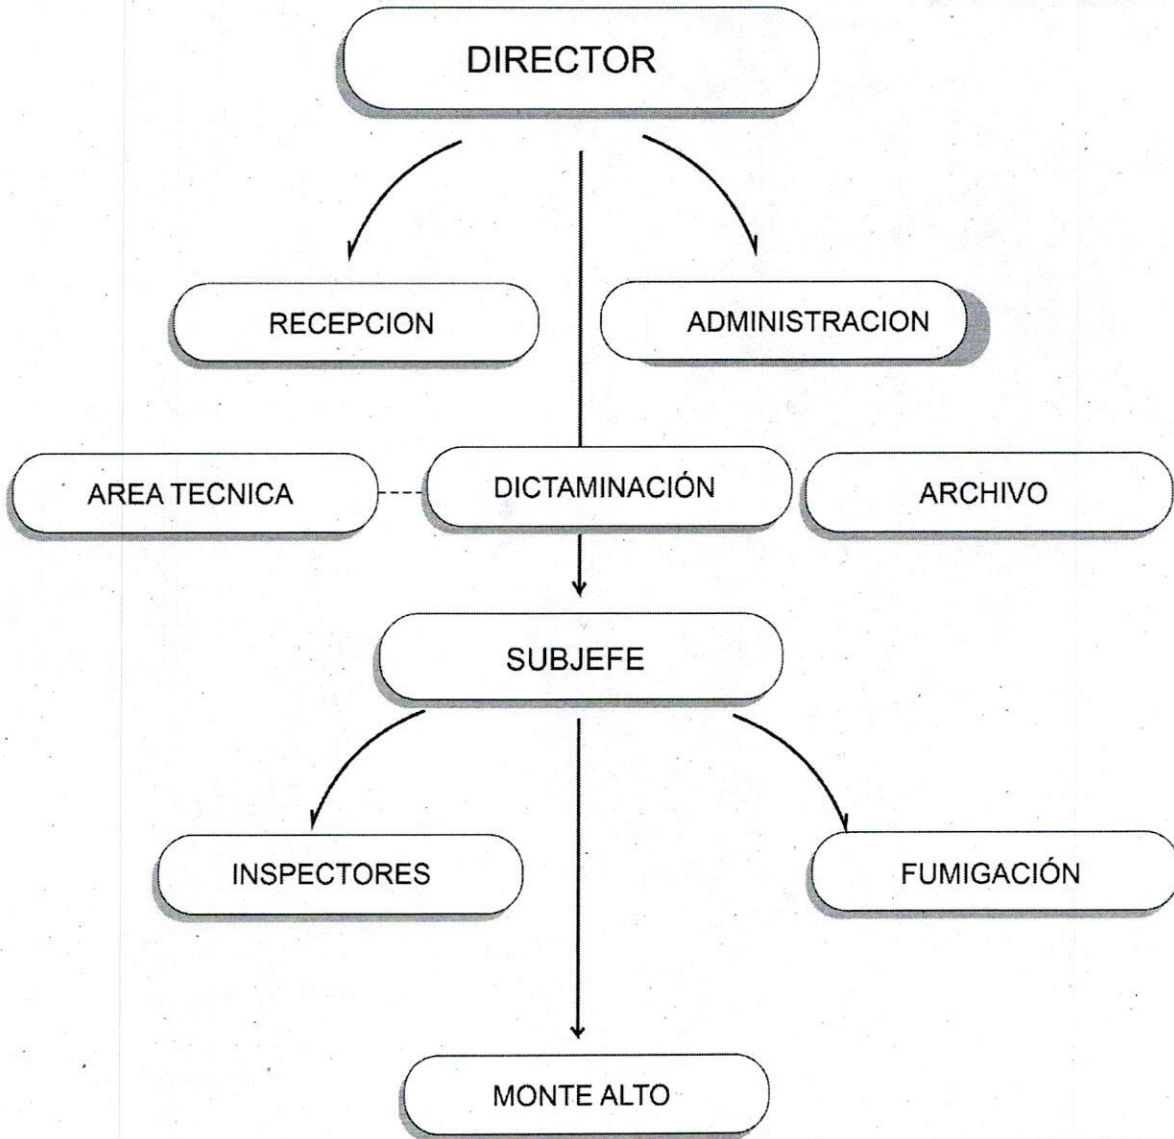 DIRECTOR
RECEPCION
ADMINISTRACION
AREA TECNICA
DICTAMINACIÓN
ARCHIVO
SUBJEFE
INSPECTORES
FUMIGACIÓN
MONTE ALTO